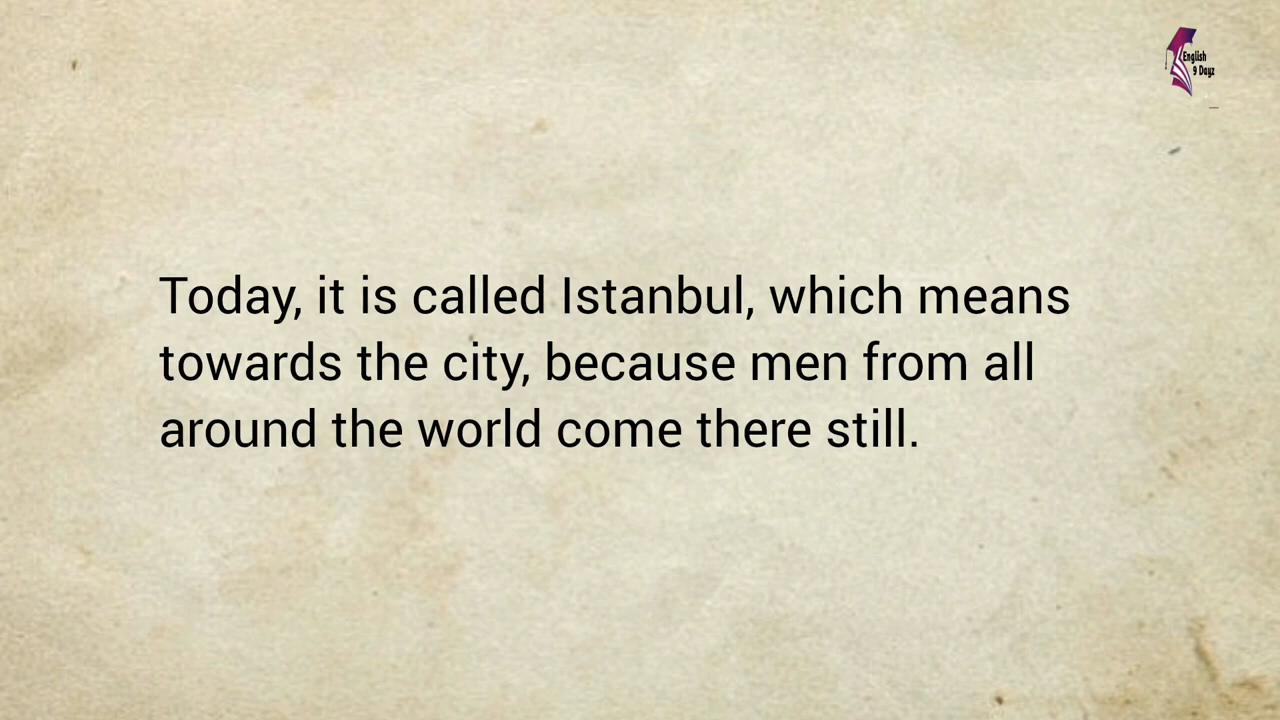 English
9 Dayz
Today, it is called Istanbul, which means
towards the city, because men from all
around the world come there still.